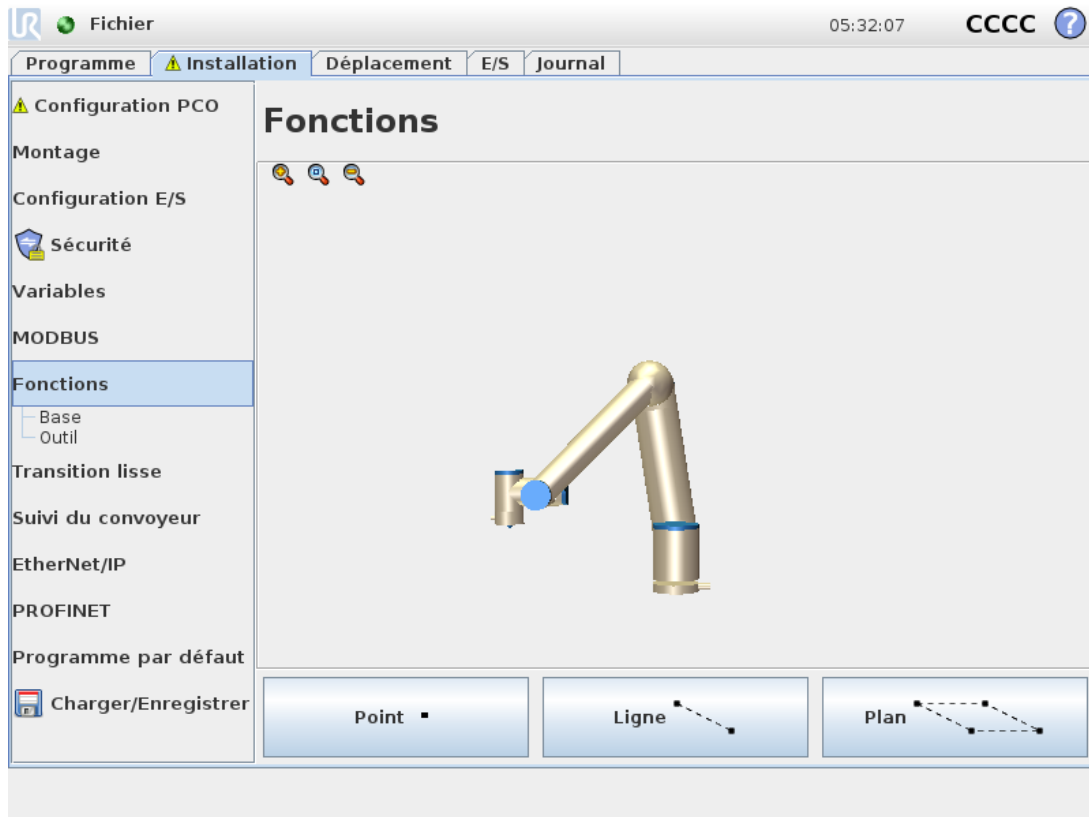 UR
Fichier
05:32:07
CCCC
?
Programme
Installation
Déplacement
E/S
Journal
Configuration PCO
Montage
Configuration E/S
Sécurité
Variables
MODBUS
Fonctions
Base
Outil
Transition lisse
Suivi du convoyeur
EtherNet/IP
PROFINET
Programme par défaut
Charger/Enregistrer
Fonctions
Point
Ligne
Plan